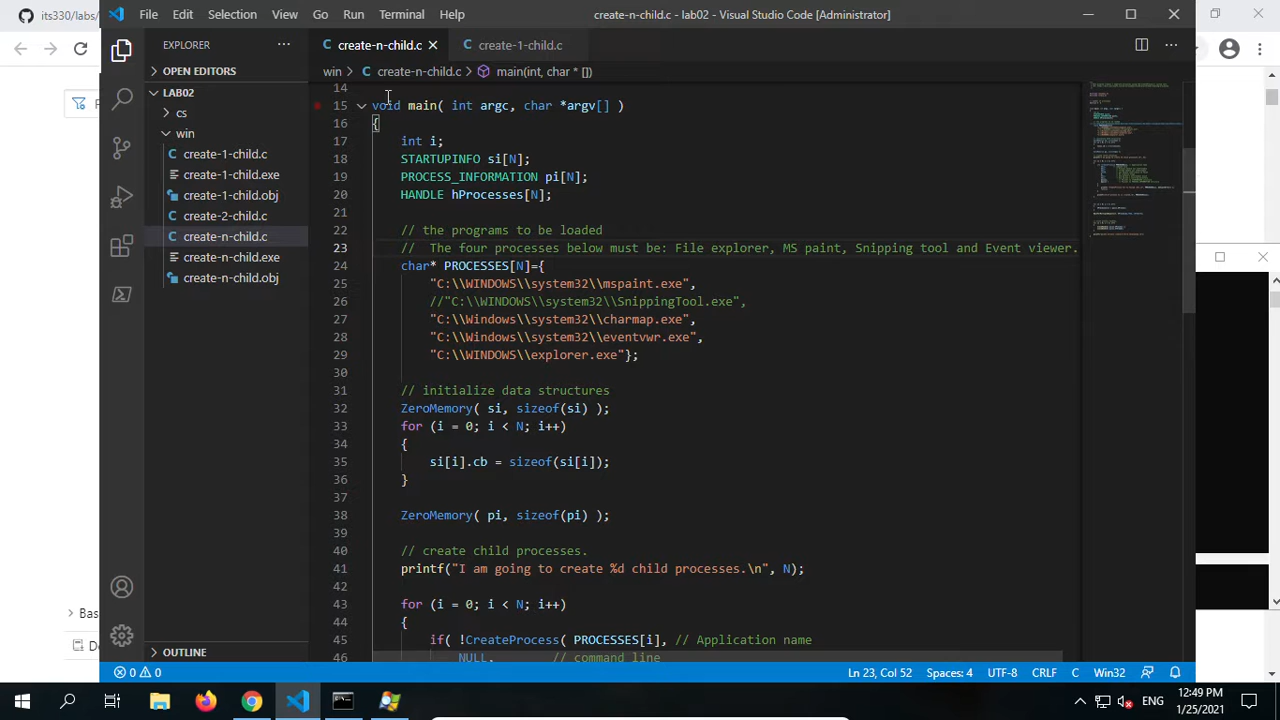 its330/labs/
File Edit Selection View Go Run Terminal Help
create-n-child.c - lab02 - Visual Studio Code [Administrator]
EXPLORER
create-n-child.c
create-1-child.c
OPEN EDITORS
win > create-n-child.c > main(int, char * [])
LAB02
cs
win
create-1-child.c
create-1-child.exe
create-1-child.obj
create-2-child.c
create-n-child.c
create-n-child.exe
create-n-child.obj
OUTLINE
14
15 void main( int argc, char *argv[] )
16 {
17 int i;
18 STARTUPINFO si[N];
19 PROCESS_INFORMATION pi[N];
20 HANDLE hProcesses[N];
21
22 // the programs to be loaded
23 // The four processes below must be: File explorer, MS paint, Snipping tool and Event viewer.
24 char* PROCESSES[N]={
25 "C:\\WINDOWS\\system32\\mspaint.exe",
26 //"C:\\WINDOWS\\system32\\SnippingTool.exe",
27 "C:\\Windows\\system32\\charmap.exe",
28 "C:\\Windows\\system32\\eventvwr.exe",
29 "C:\\WINDOWS\\explorer.exe"};
30
31 // initialize data structures
32 ZeroMemory( si, sizeof(si) );
33 for (i = 0; i < N; i++)
34 {
35 si[i].cb = sizeof(si[i]);
36 }
37
38 ZeroMemory( pi, sizeof(pi) );
39
40 // create child processes.
41 printf("I am going to create %d child processes.\n", N);
42
43 for (i = 0; i < N; i++)
44 {
45 if( !CreateProcess( PROCESSES[i], // Application name
46 NULL, // command line
Bas
0 0
Ln 23, Col 52 Spaces: 4 UTF-8 CRLF C Win32
ENG
12:49 PM
1/25/2021